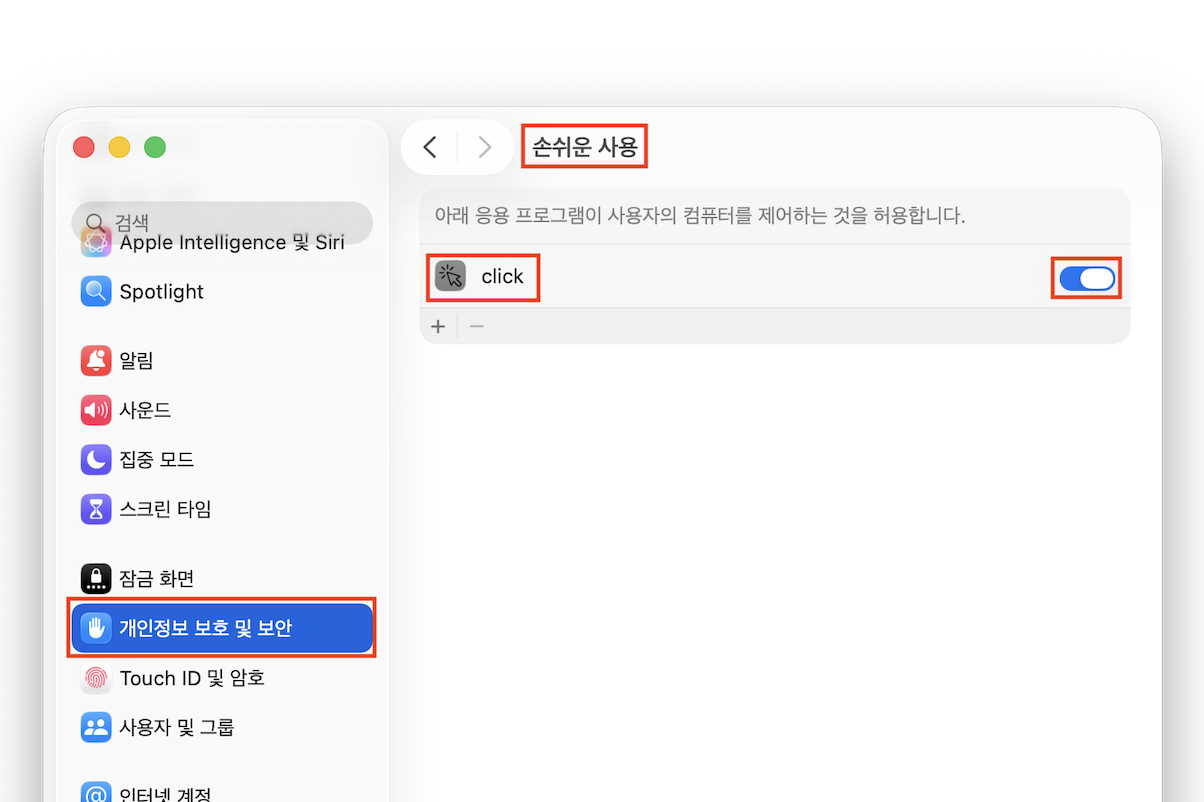 손쉬운 사용
검색
Apple Intelligence 및 Siri
Spotlight
알림
사운드
집중 모드
스크린 타임
잠금 화면
개인정보 보호 및 보안
Touch ID 및 암호
사용자 및 그룹
인터넷 계정
아래 응용 프로그램이 사용자의 컴퓨터를 제어하는 것을 허용합니다.
click